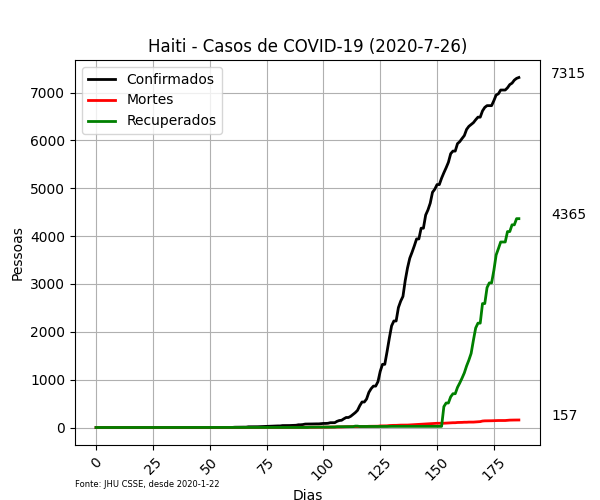 Haiti - Casos de COVID-19 (2020-7-26)
Confirmados
Mortes
Recuperados
7315
4365
157
Pessoas
7000
6000
5000
4000
3000
2000
1000
0
0 25 50 75 100 125 150 175
Fonte: JHU CSSE, desde 2020-1-22
Dias